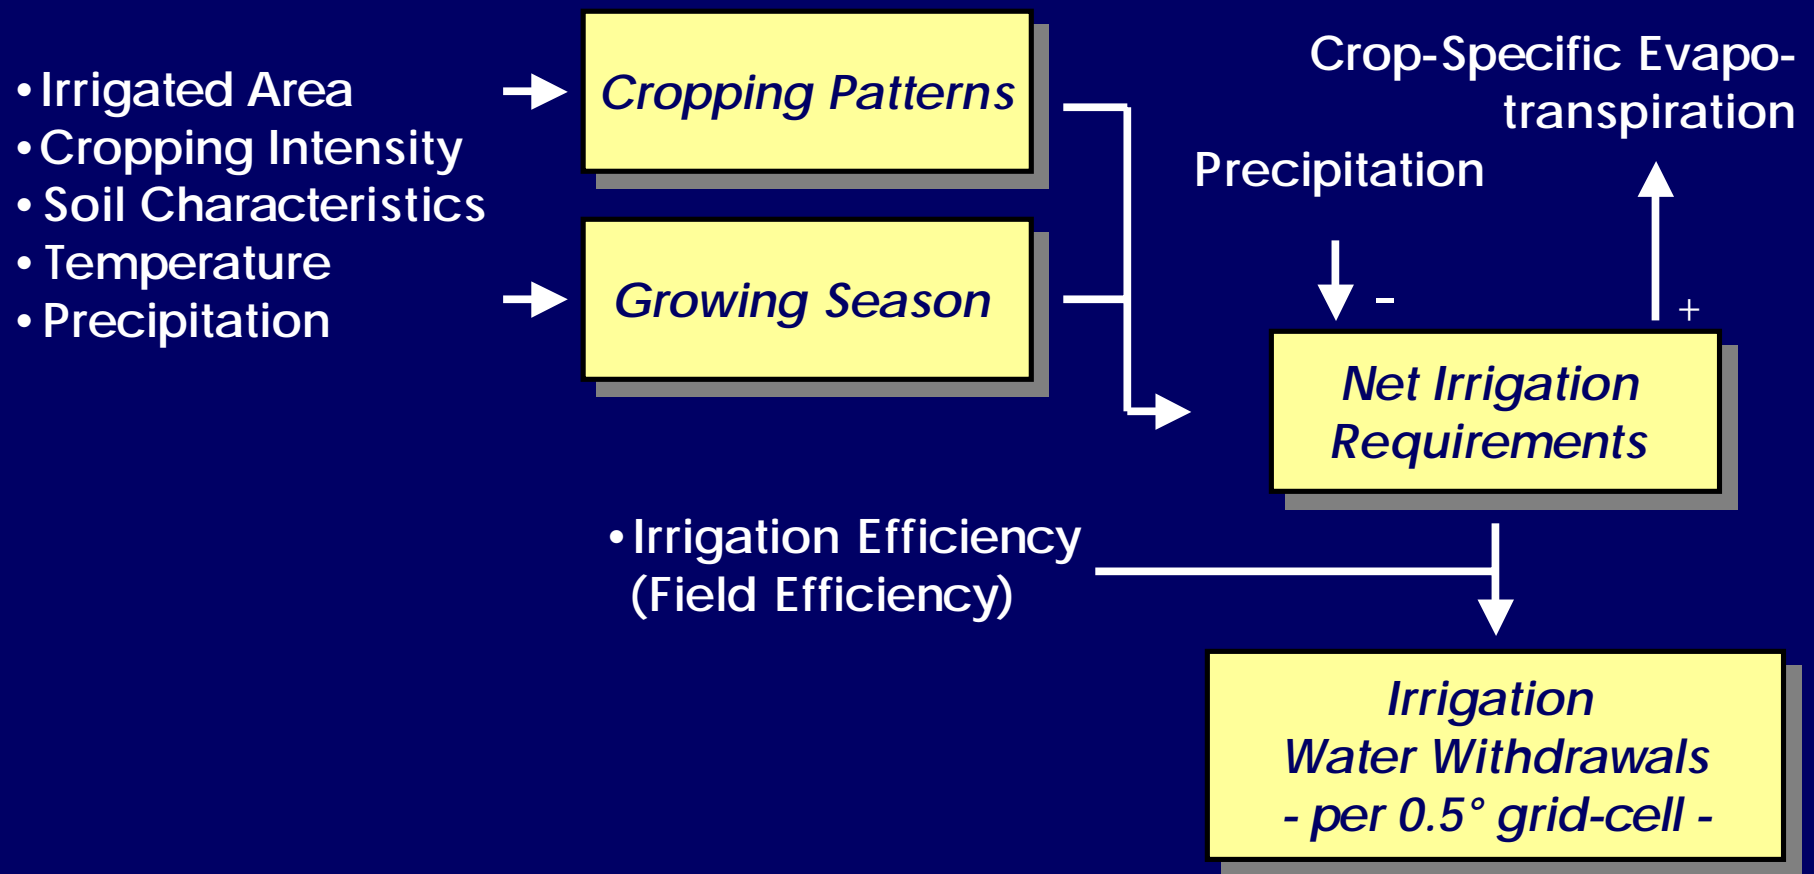 • Irrigated Area
• Cropping Intensity
• Soil Characteristics
• Temperature
• Precipitation
Cropping Patterns
Growing Season
Crop-Specific Evapo-
transpiration
Precipitation
-
+
Net Irrigation
Requirements
• Irrigation Efficiency
(Field Efficiency)
Irrigation
Water Withdrawals
- per 0.5° grid-cell -